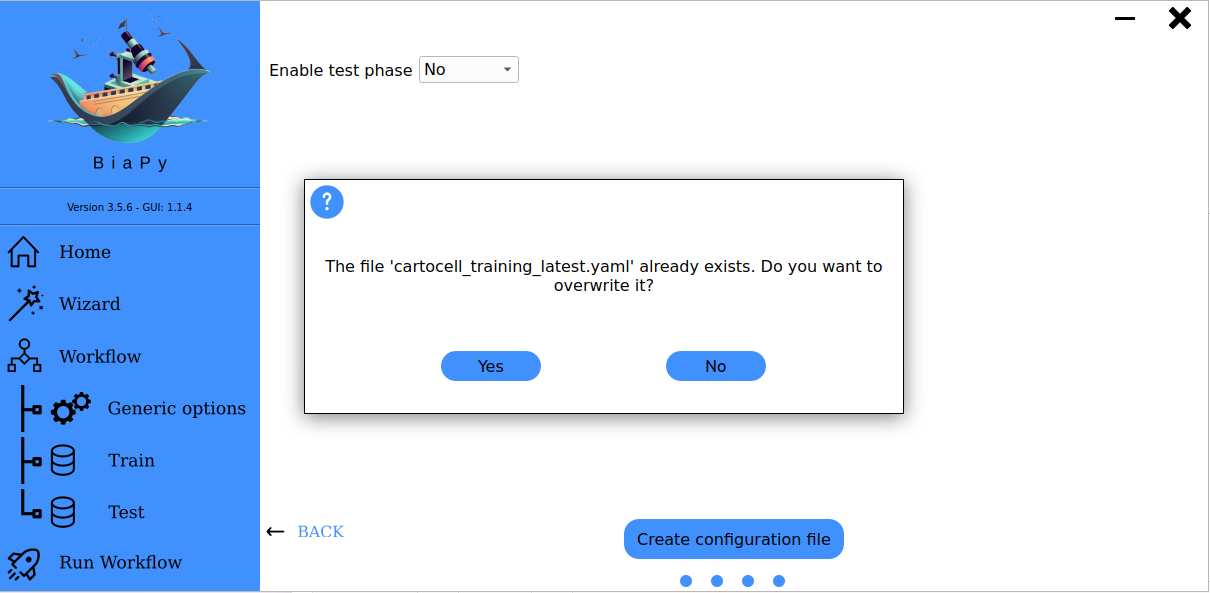 BiaPy
Version 3.5.6 - GUI: 1.1.4
Home
Wizard
Workflow
Generic options
Train
Test
Run Workflow
Enable test phase No
?
The file 'cartocell_training_latest.yaml' already exists. Do you want to
overwrite it?
Yes No
BACK
Create configuration file